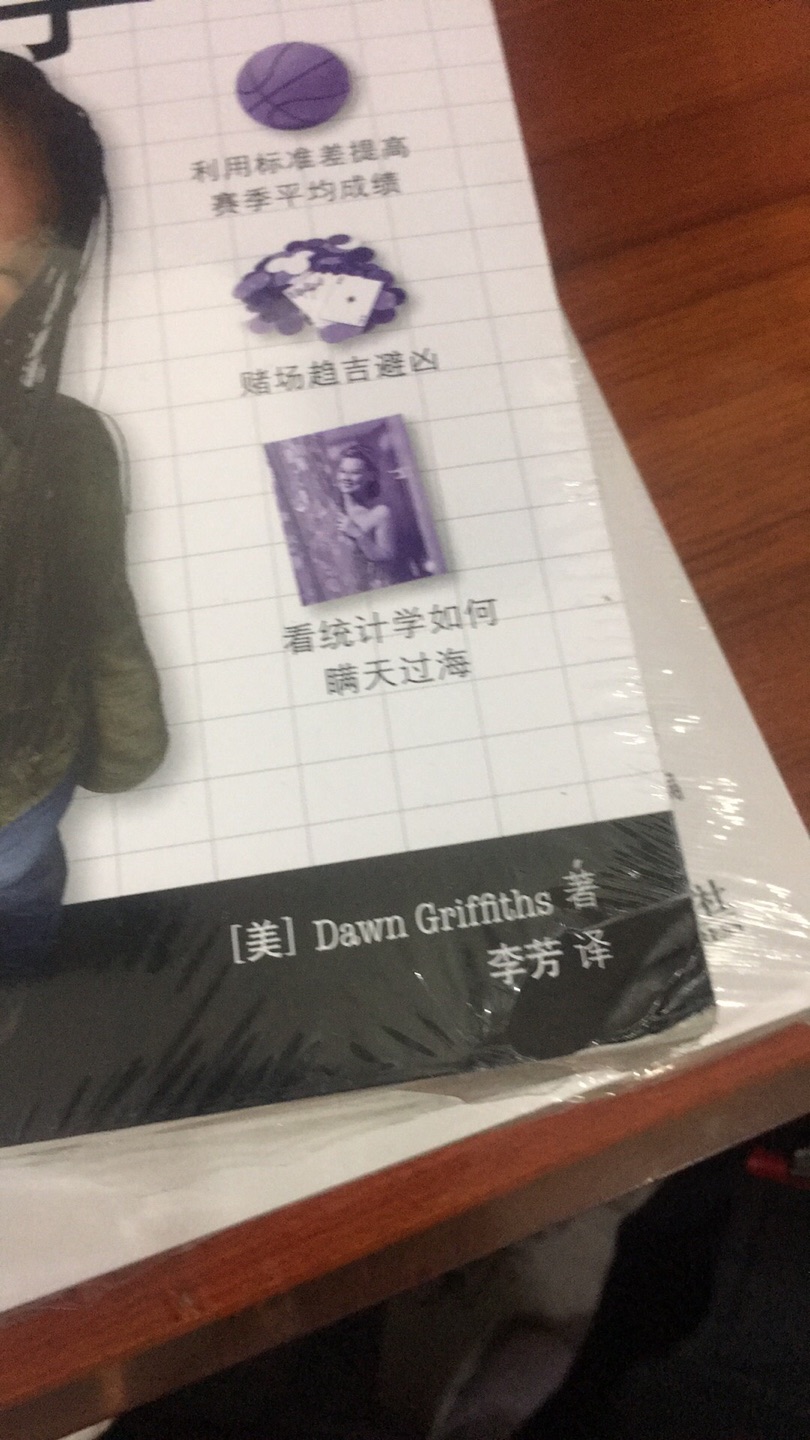 利用标准差提高
赛季平均成绩
赌场趋吉避凶
看统计学如何
瞒天过海
[美] Dawn Griffiths 著
李芳 译
社